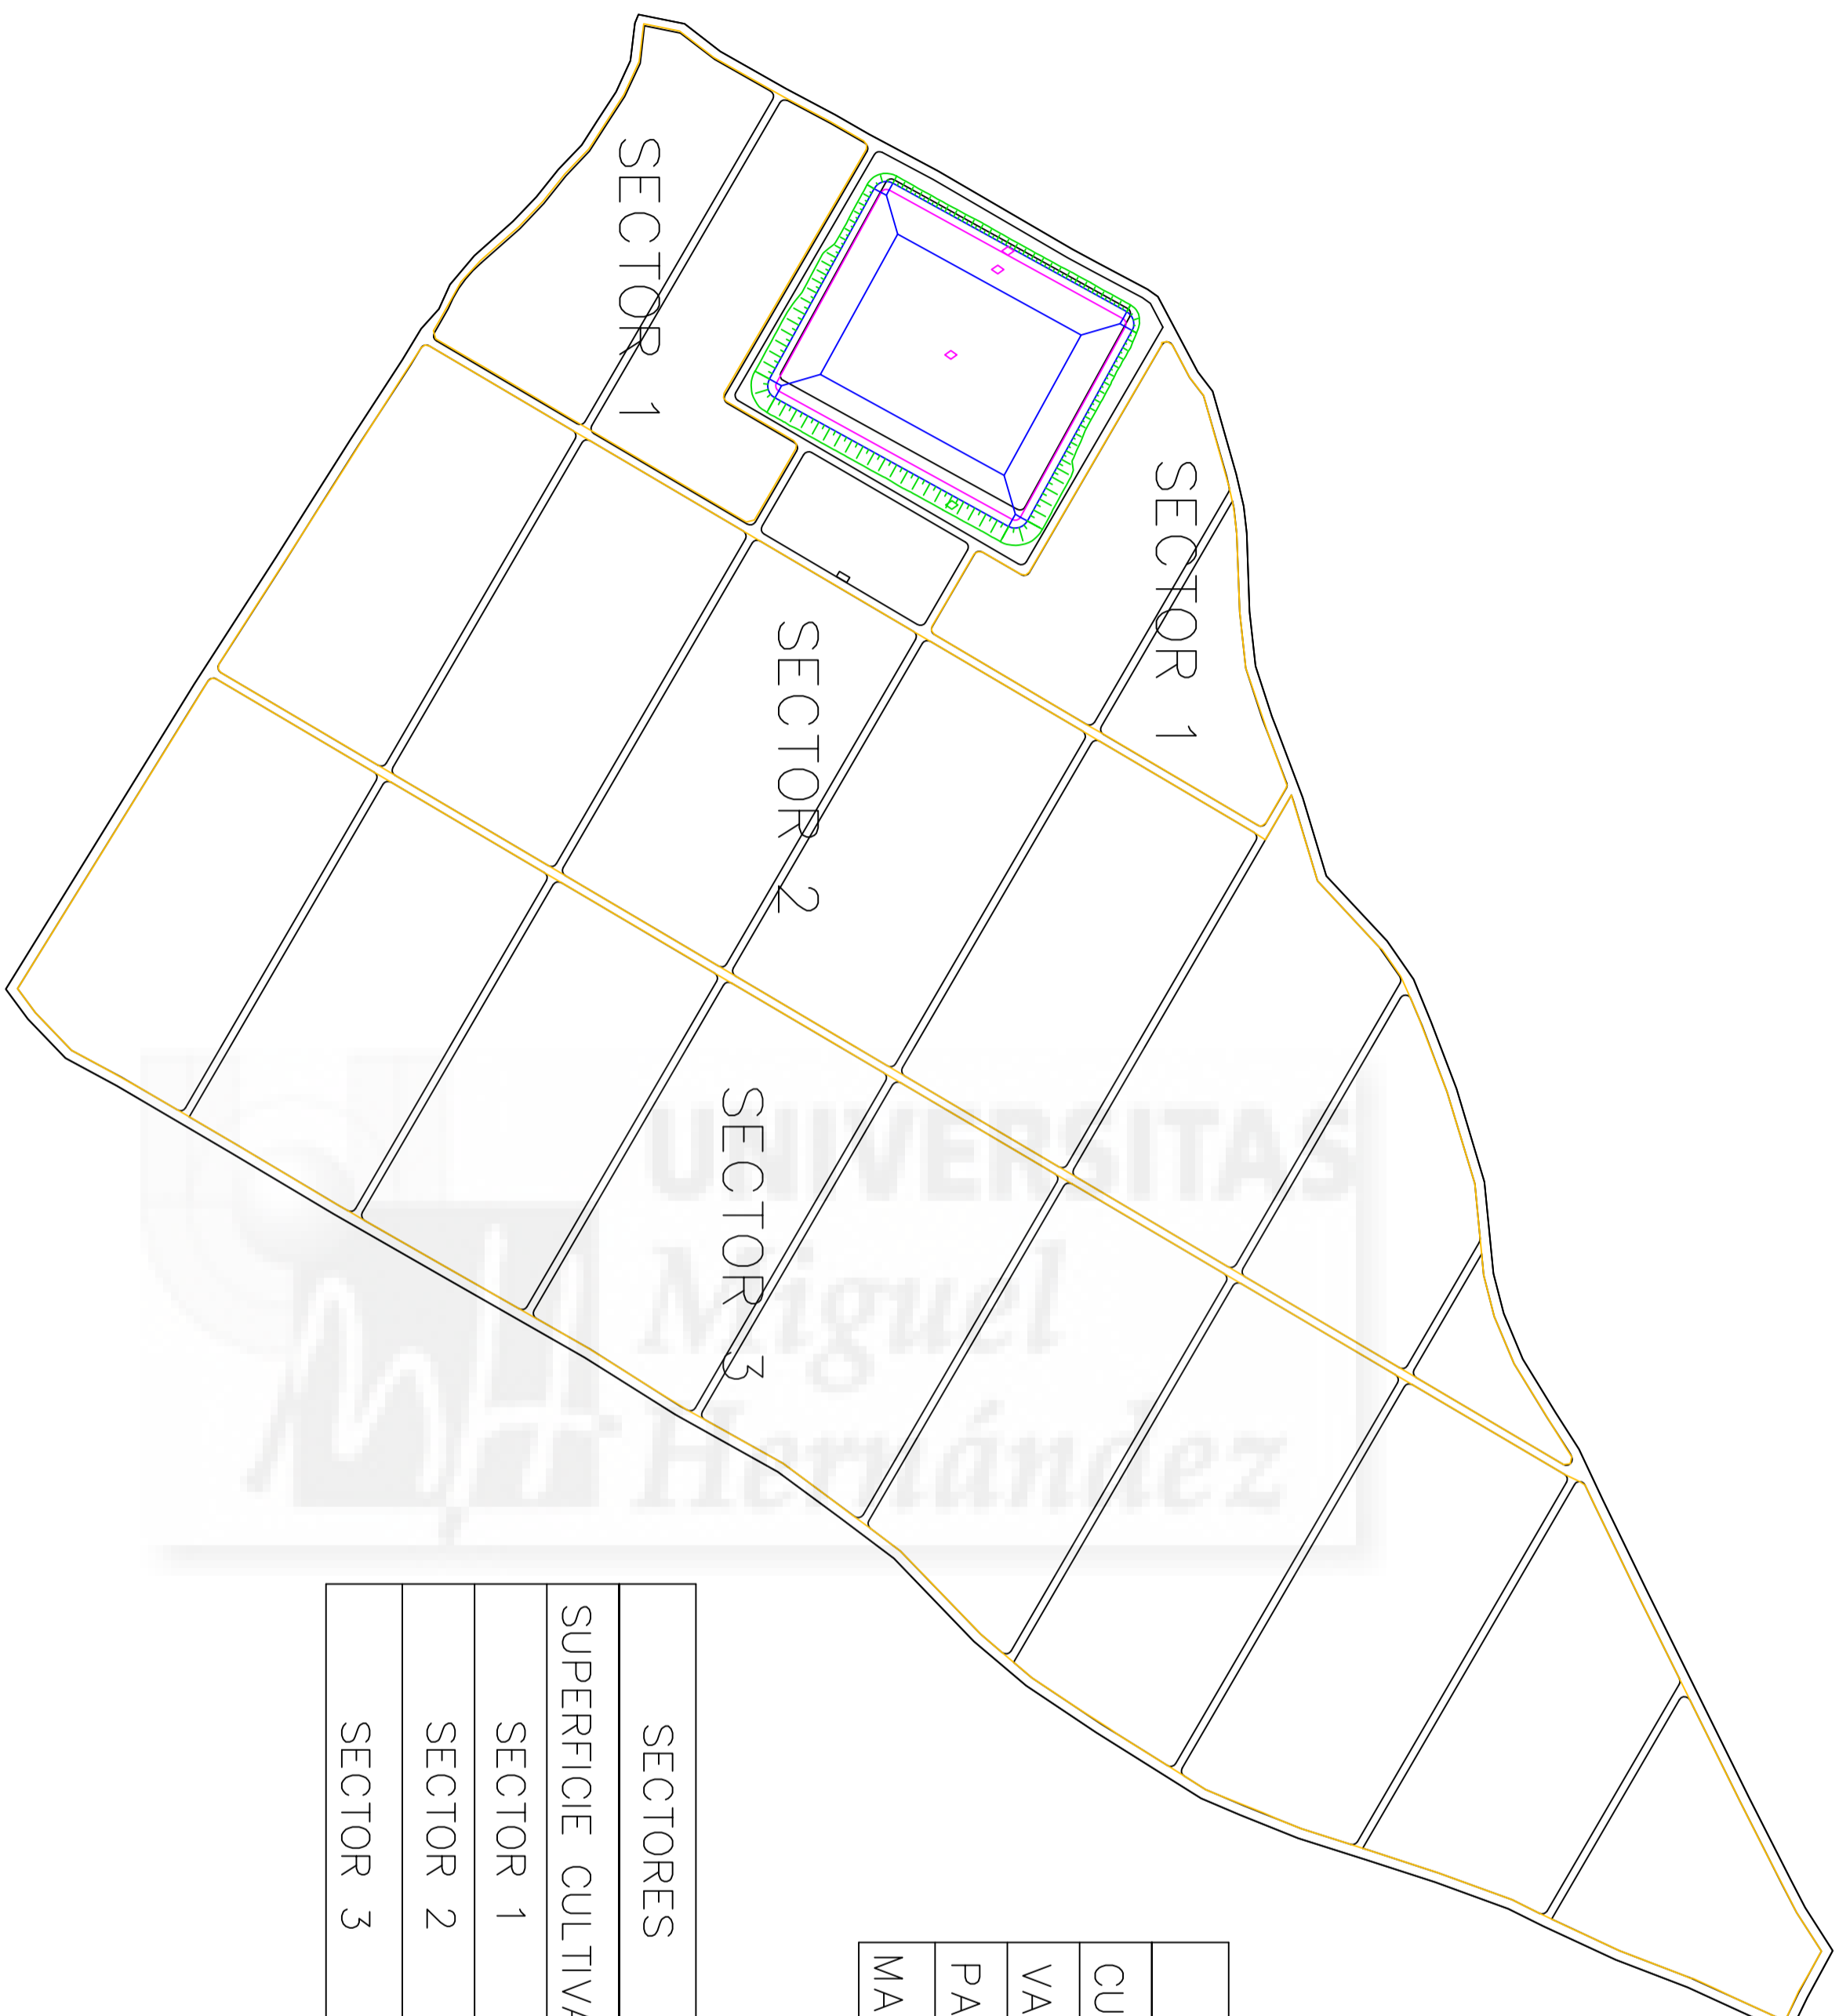 SECTOR 1
SECTOR 1
SECTOR 2
SECTOR 3
UNIVERSITAS
Miguel
Hernández
SECTORES
SUPERFICIE CULTIVA
SECTOR 1
SECTOR 2
SECTOR 3
CU
VA
PA
MA